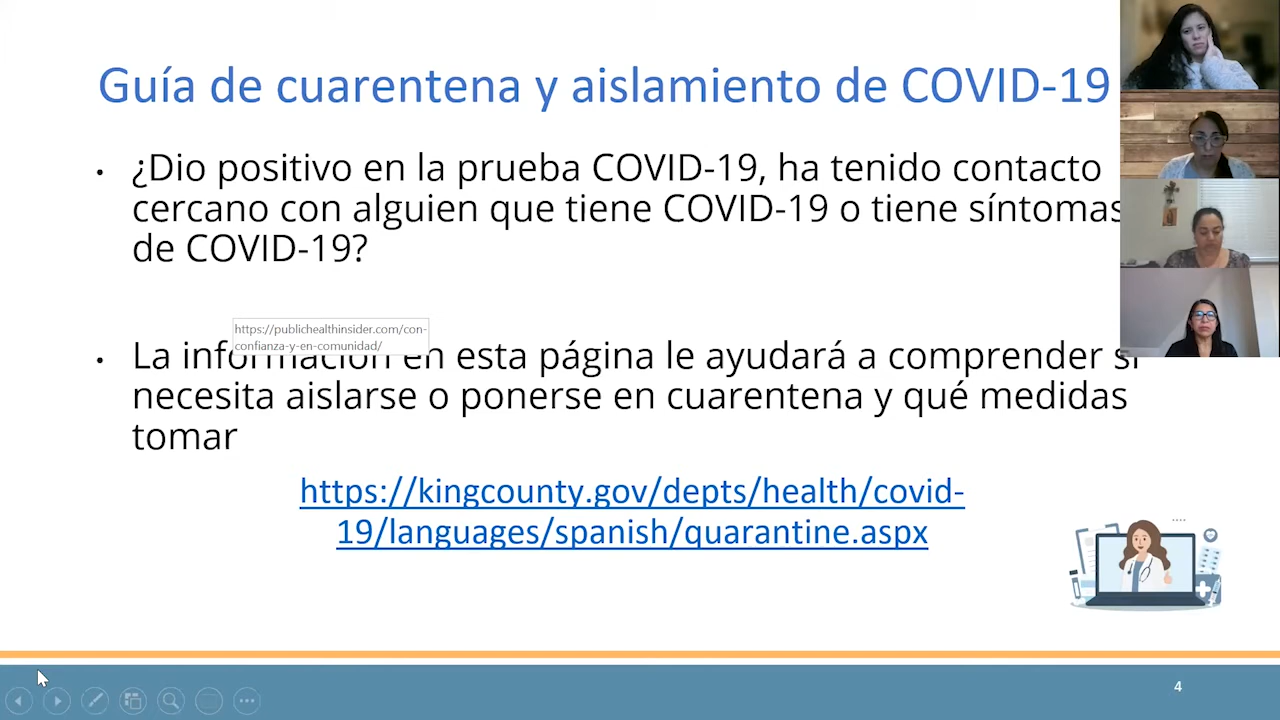 Guía de cuarentena y aislamiento de COVID-19
• ¿Dio positivo en la prueba COVID-19, ha tenido contacto
cercano con alguien que tiene COVID-19 o tiene síntomas
de COVID-19?
https://publichealthinsider.com/con-
confianza-y-en-comunidad/
• La información en esta página le ayudará a comprender si
necesita aislarse o ponerse en cuarentena y qué medidas
tomar
https://kingcounty.gov/depts/health/covid-
19/languages/spanish/quarantine.aspx
4